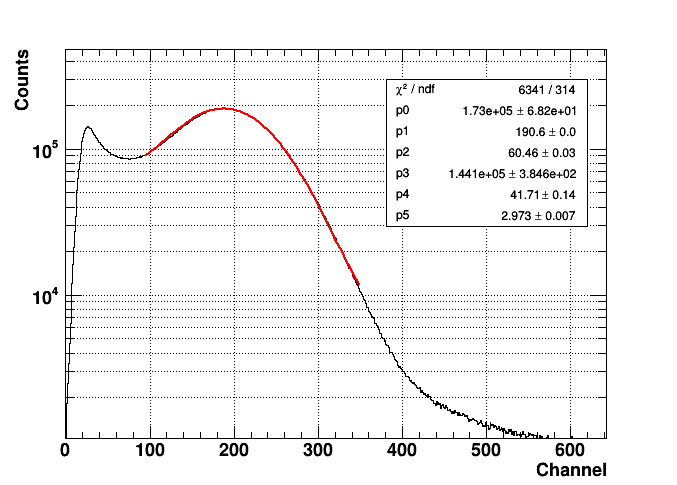 Counts
10⁵
10⁴
χ² / ndf 6341 / 314
p0 1.73e+05 ± 6.82e+01
p1 190.6 ± 0.0
p2 60.46 ± 0.03
p3 1.441e+05 ± 3.846e+02
p4 41.71 ± 0.14
p5 2.973 ± 0.007
0 100 200 300 400 500 600
Channel